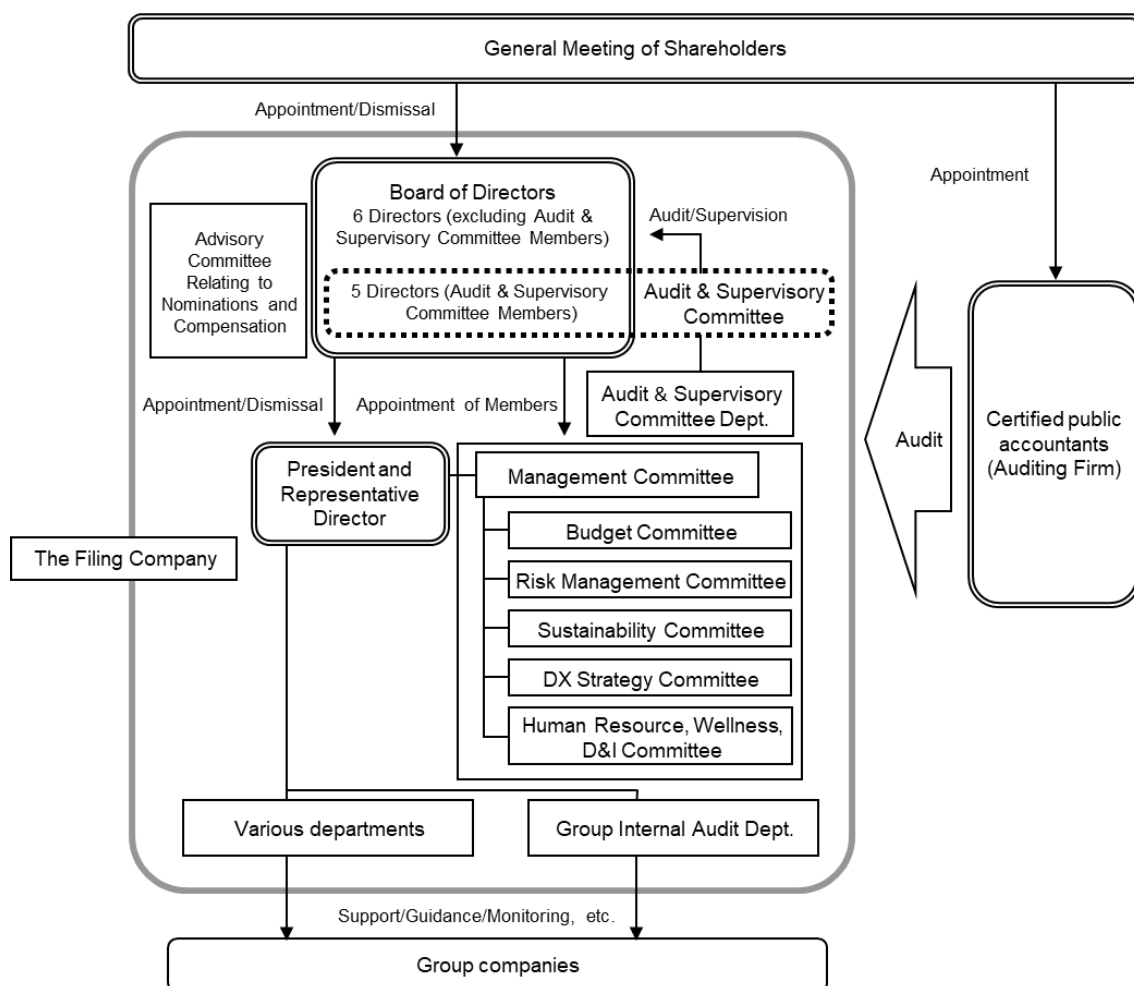 General Meeting of Shareholders
Appointment/Dismissal
Appointment
Board of Directors
6 Directors (excluding Audit &
Supervisory Committee Members)
Audit/Supervision
Advisory
Committee
Relating to
Nominations and
Compensation
5 Directors (Audit & Supervisory
Committee Members)
Audit & Supervisory
Committee
Audit & Supervisory
Committee Dept.
Appointment/Dismissal
Appointment of Members
Audit
Certified public
accountants
(Auditing Firm)
President and
Representative
Director
Management Committee
Budget Committee
The Filing Company
Risk Management Committee
Sustainability Committee
DX Strategy Committee
Human Resource, Wellness,
D&I Committee
Various departments
Group Internal Audit Dept.
Support/Guidance/Monitoring, etc.
Group companies